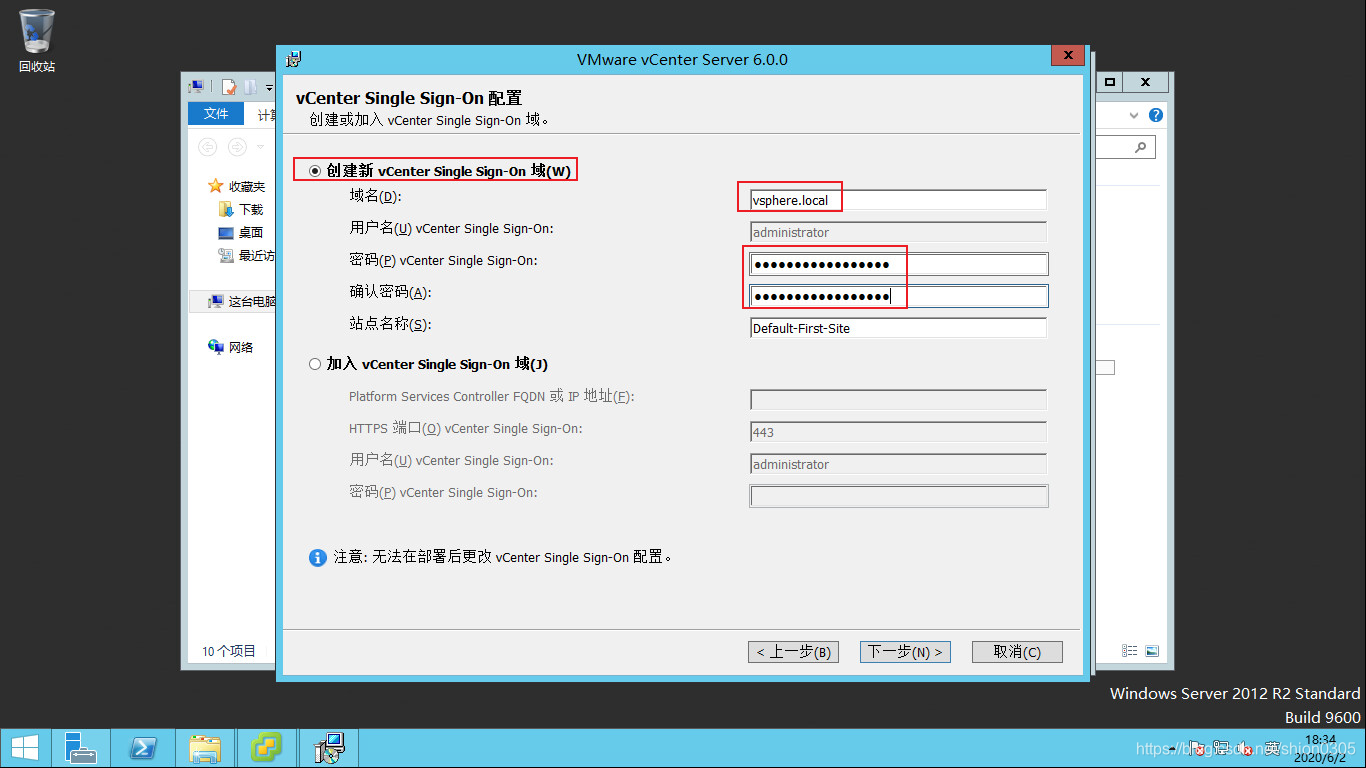 回收站
VMware vCenter Server 6.0.0
x
X
文件
vCenter Single Sign-On 配置
创建或加入 vCenter Single Sign-On 域。
收藏夹
下载
桌面
最近访
这台电脑
网络
10 个项目
创建新 vCenter Single Sign-On 域(W)
域名(D):
vsphere.local
用户名(U) vCenter Single Sign-On:
administrator
密码(P) vCenter Single Sign-On:
●●●●●●●●●●●●●●●●●
确认密码(A):
●●●●●●●●●●●●●●●●●
站点名称(S):
Default-First-Site
加入 vCenter Single Sign-On 域(J)
Platform Services Controller FQDN 或 IP 地址(F):
HTTPS 端口(O) vCenter Single Sign-On:
443
用户名(U) vCenter Single Sign-On:
administrator
密码(P) vCenter Single Sign-On:
注意: 无法在部署后更改 vCenter Single Sign-On 配置。
< 上一步(B)
下一步(N) >
取消(C)
Windows Server 2012 R2 Standard
Build 9600
英
18:34
2020/6/2
https://blog.csdn.net/shion0305